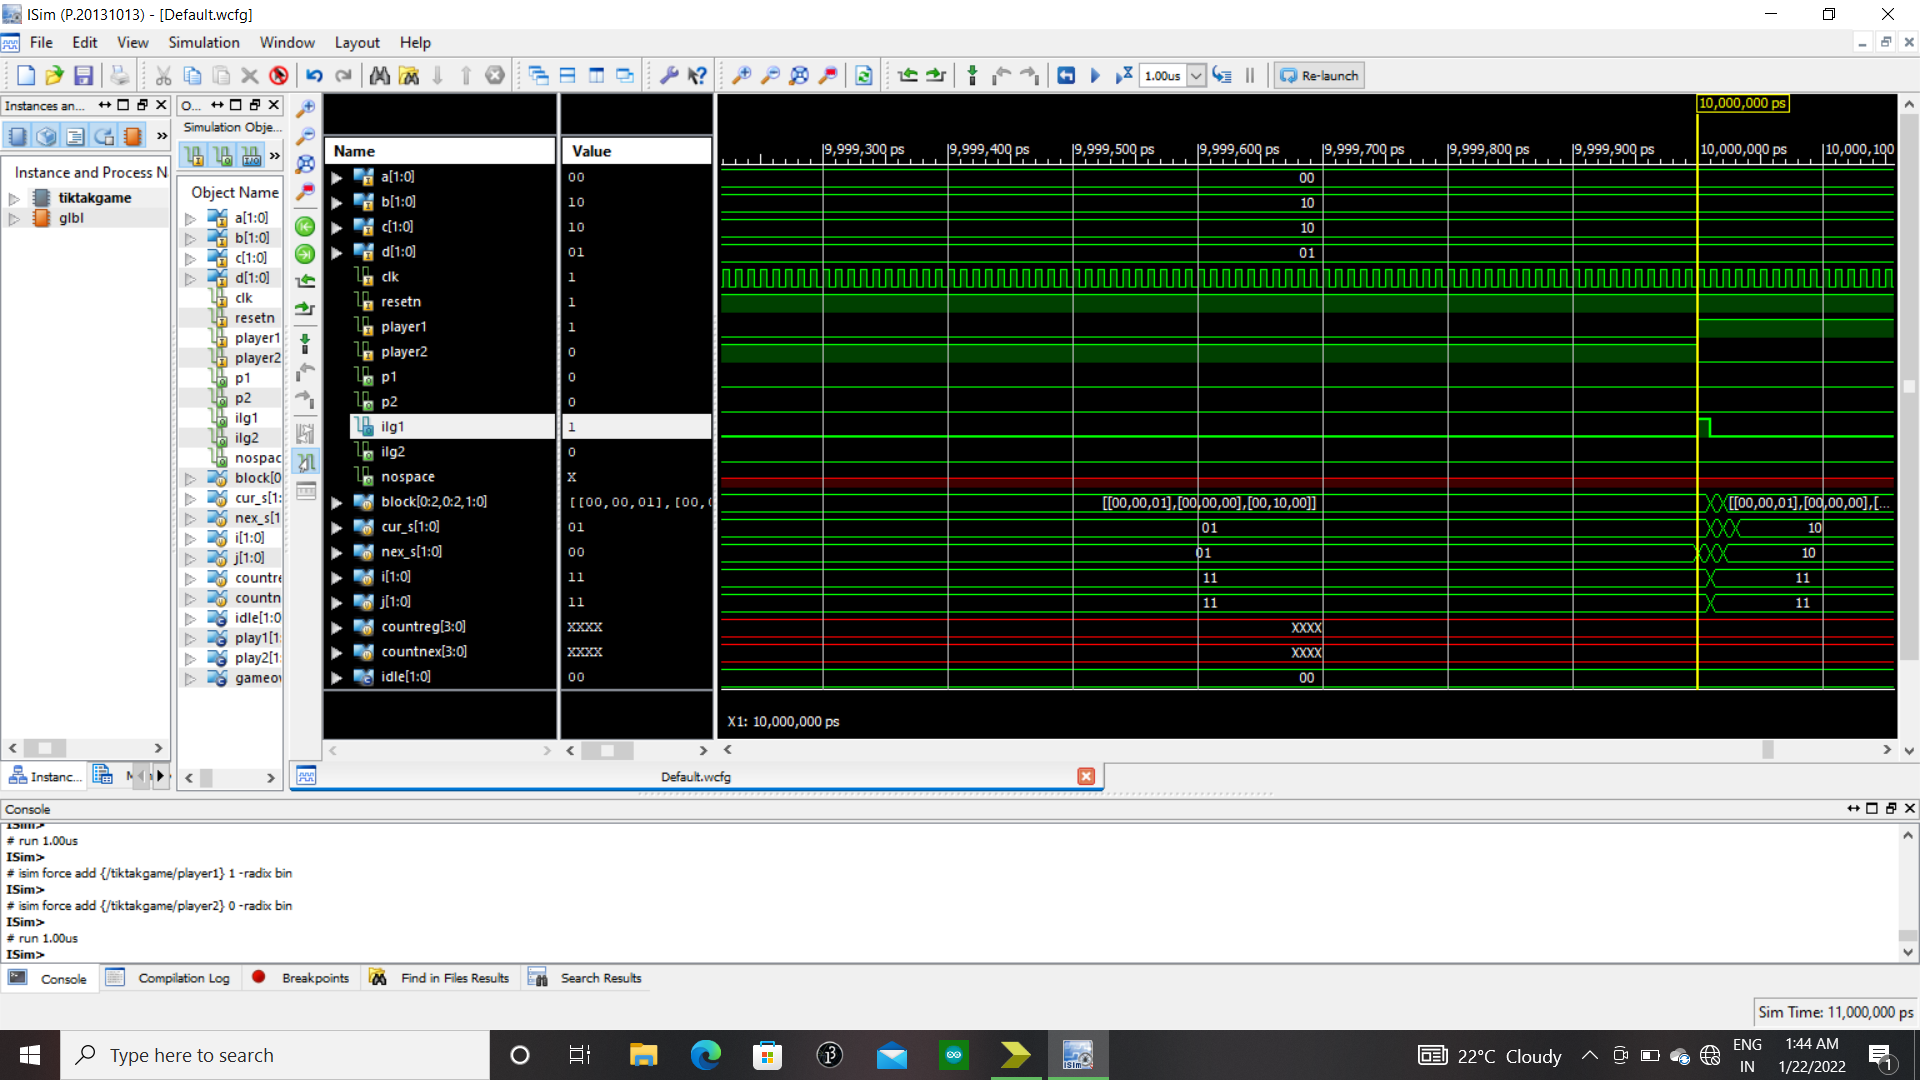 ISim (P.20131013) - [Default.wcfg]
File Edit View Simulation Window Layout Help
1.00us Re-launch
Instances an...
O...
Simulation Obje...
Instance and Process N
tiktakgame
glbl
Object Name
a[1:0]
b[1:0]
c[1:0]
d[1:0]
clk
resetn
player1
player2
p1
p2
ilg1
ilg2
nospac
block[0
cur_s[1:
nex_s[1
i[1:0]
j[1:0]
countre
countn
idle[1:0
play1[1:
play2[1:
gameov
Name Value
a[1:0] 00
b[1:0] 10
c[1:0] 10
d[1:0] 01
clk 1
resetn 1
player1 1
player2 0
p1 0
p2 0
ilg1 1
ilg2 0
nospace X
block[0:2,0:2,1:0] [[00,00,01],[00,
cur_s[1:0] 01
nex_s[1:0] 00
i[1:0] 11
j[1:0] 11
countreg[3:0] XXXX
countnex[3:0] XXXX
idle[1:0] 00
10,000,000 ps
9,999,300 ps 9,999,400 ps 9,999,500 ps 9,999,600 ps 9,999,700 ps 9,999,800 ps 9,999,900 ps 10,000,000 ps 10,000,100
00
10
10
01
[[00,00,01],[00,00,00],[00,10,00]] [[00,00,01],[00,00,00],[...
01 10
01 10
11 11
11 11
XXXX
XXXX
00
X1: 10,000,000 ps
Instanc...
Default.wcfg
Console
ISim>
# run 1.00us
ISim>
# isim force add {/tiktakgame/player1} 1 -radix bin
ISim>
# isim force add {/tiktakgame/player2} 0 -radix bin
ISim>
# run 1.00us
ISim>
Console Compilation Log Breakpoints Find in Files Results Search Results
Sim Time: 11,000,000 ps
Type here to search
22°C Cloudy
ENG
IN
1:44 AM
1/22/2022
1